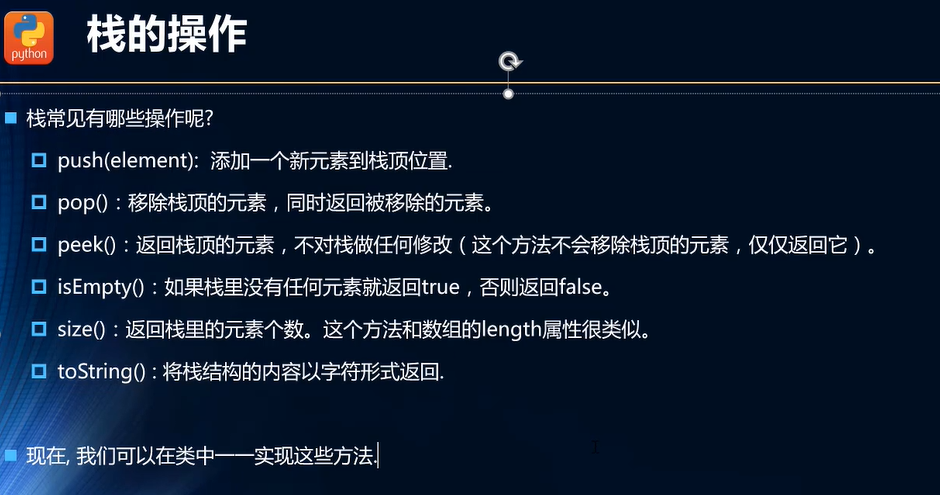 python
栈的操作
栈常见有哪些操作呢?
push(element): 添加一个新元素到栈顶位置.
pop()：移除栈顶的元素，同时返回被移除的元素。
peek()：返回栈顶的元素，不对栈做任何修改（这个方法不会移除栈顶的元素，仅仅返回它）。
isEmpty()：如果栈里没有任何元素就返回true，否则返回false。
size()：返回栈里的元素个数。这个方法和数组的length属性很类似。
toString() : 将栈结构的内容以字符形式返回.
现在, 我们可以在类中一一实现这些方法.